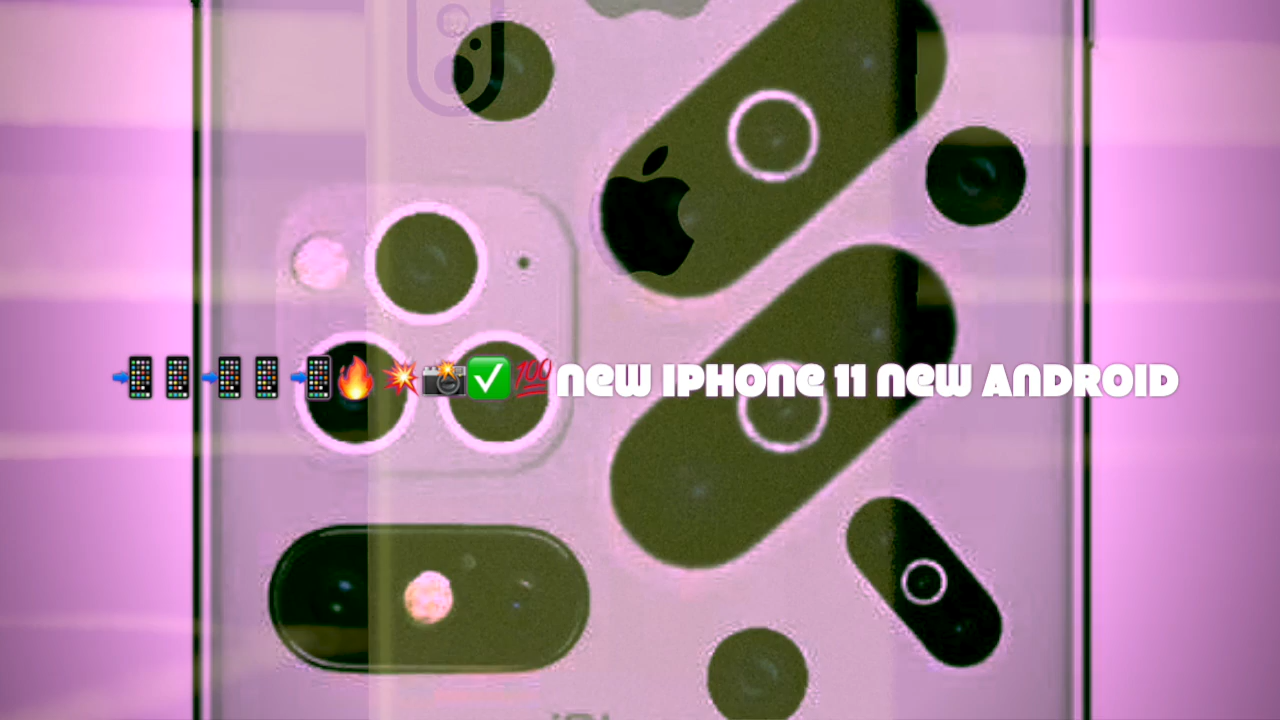 📲📱📲📱📲🔥💥📸✅💯new iphone 11 new android